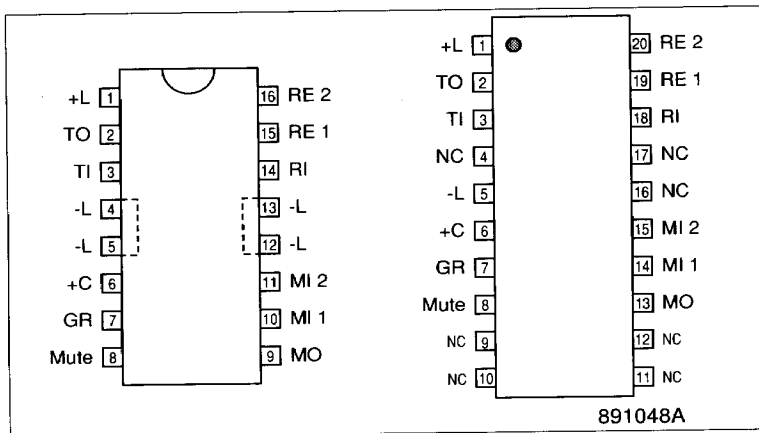 +L 1 16 RE 2
TO 2 15 RE 1
TI 3 14 RI
-L 4 13 -L
-L 5 12 -L
+C 6 11 MI 2
GR 7 10 MI 1
Mute 8 9 MO
+L 1 20 RE 2
TO 2 19 RE 1
TI 3 18 RI
NC 4 17 NC
-L 5 16 NC
+C 6 15 MI 2
GR 7 14 MI 1
Mute 8 13 MO
NC 9 12 NC
NC 10 11 NC
891048A